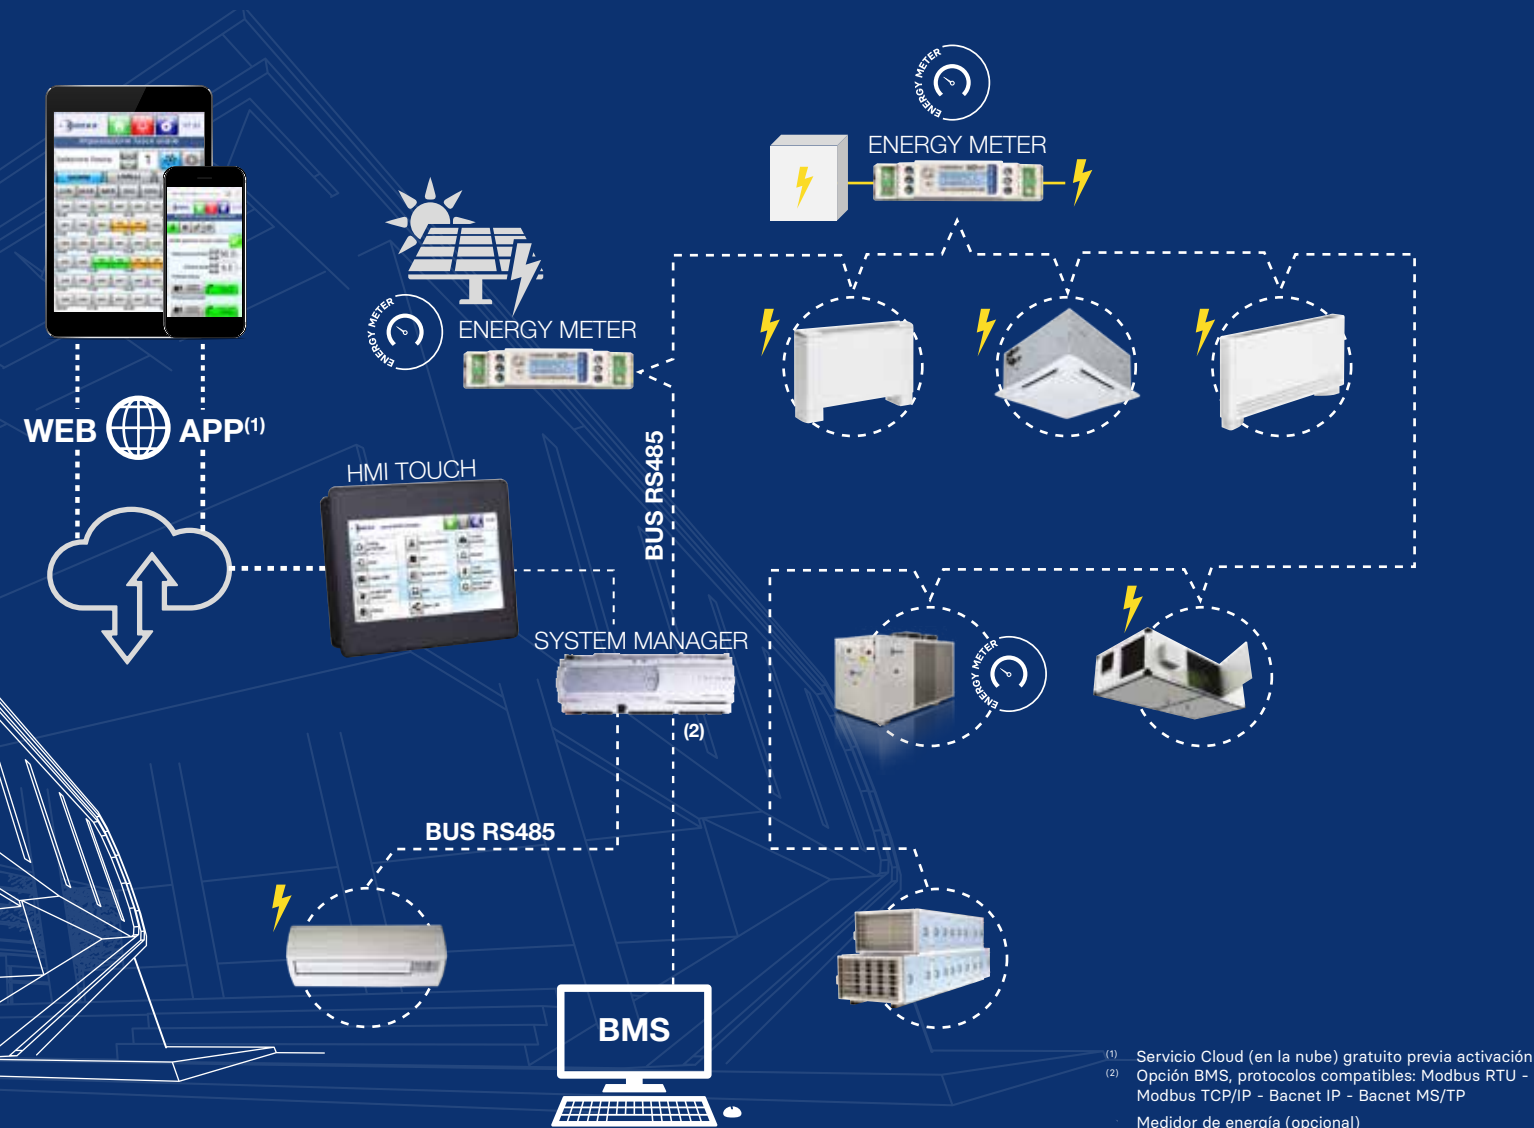 ENERGY METER
ENERGY METER
ENERGY METER
ENERGY METER
WEB APP(1)
HMI TOUCH
BUS RS485
SYSTEM MANAGER
(2)
ENERGY METER
BUS RS485
BMS
(1) Servicio Cloud (en la nube) gratuito previa activación
(2) Opción BMS, protocolos compatibles: Modbus RTU -
Modbus TCP/IP - Bacnet IP - Bacnet MS/TP
Medidor de energía (opcional)